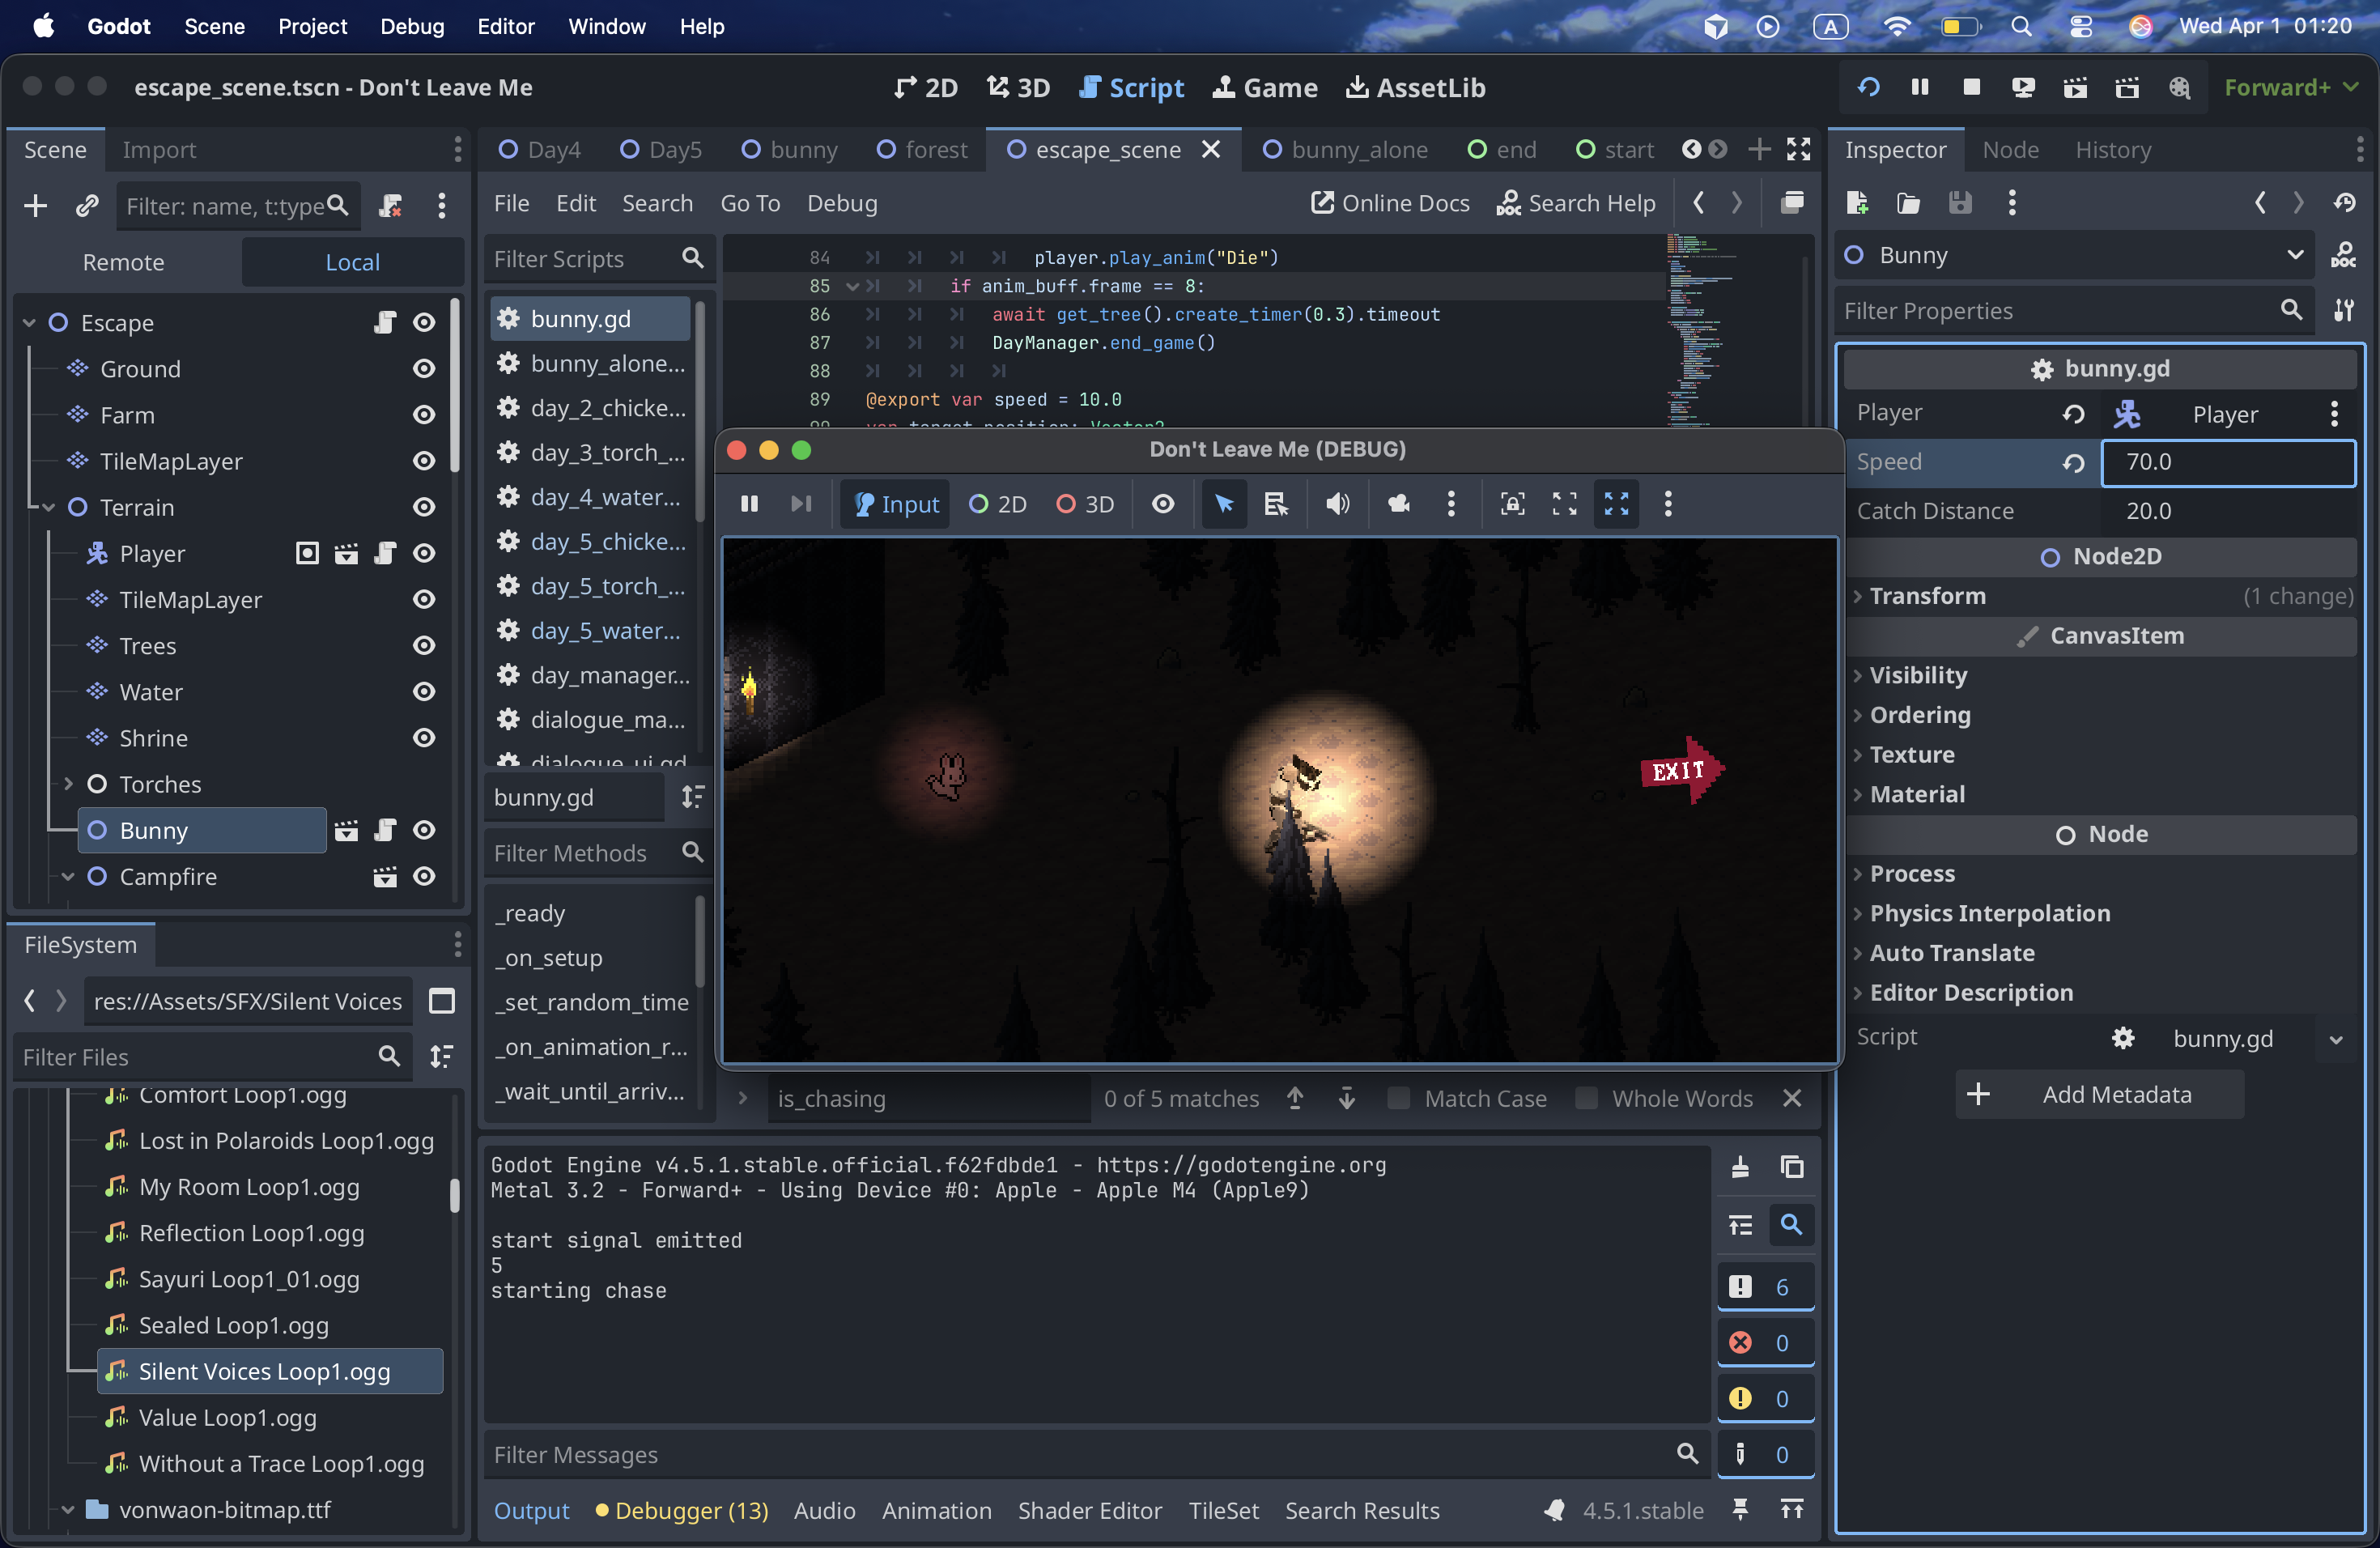 Godot Scene Project Debug Editor Window Help
A
Wed Apr 1 01:20
escape_scene.tscn - Don't Leave Me
2D 3D Script Game AssetLib
Forward+
Scene Import
Day4 Day5 bunny forest escape_scene bunny_alone end start
Inspector Node History
Filter: name, t:type
File Edit Search Go To Debug
Online Docs Search Help
Remote Local
Filter Scripts
Bunny
Filter Properties
Escape
Ground
Farm
TileMapLayer
Terrain
Player
TileMapLayer
Trees
Water
Shrine
Torches
Bunny
Campfire
bunny.gd
bunny_alone...
day_2_chicke...
day_3_torch_...
day_4_water...
day_5_chicke...
day_5_torch_...
day_5_water...
day_manager...
dialogue_ma...
dialogue_ui.gd
bunny.gd
Filter Methods
_ready
_on_setup
_set_random_time
_on_animation_r...
_wait_until_arriv...
84 player.play_anim("Die")
85 if anim_buff.frame == 8:
86 await get_tree().create_timer(0.3).timeout
87 DayManager.end_game()
88
89 @export var speed = 10.0
Don't Leave Me (DEBUG)
Input 2D 3D
EXIT
is_chasing 0 of 5 matches Match Case Whole Words
bunny.gd
Player Player
Speed 70.0
Catch Distance 20.0
Node2D
Transform (1 change)
CanvasItem
Visibility
Ordering
Texture
Material
Node
Process
Physics Interpolation
Auto Translate
Editor Description
Script bunny.gd
Add Metadata
FileSystem
res://Assets/SFX/Silent Voices
Filter Files
Comfort Loop1.ogg
Lost in Polaroids Loop1.ogg
My Room Loop1.ogg
Reflection Loop1.ogg
Sayuri Loop1_01.ogg
Sealed Loop1.ogg
Silent Voices Loop1.ogg
Value Loop1.ogg
Without a Trace Loop1.ogg
vonwaon-bitmap.ttf
Godot Engine v4.5.1.stable.official.f62fdbde1 - https://godotengine.org
Metal 3.2 - Forward+ - Using Device #0: Apple - Apple M4 (Apple9)
start signal emitted
5
starting chase
6
0
0
0
Filter Messages
Output Debugger (13) Audio Animation Shader Editor TileSet Search Results
4.5.1.stable